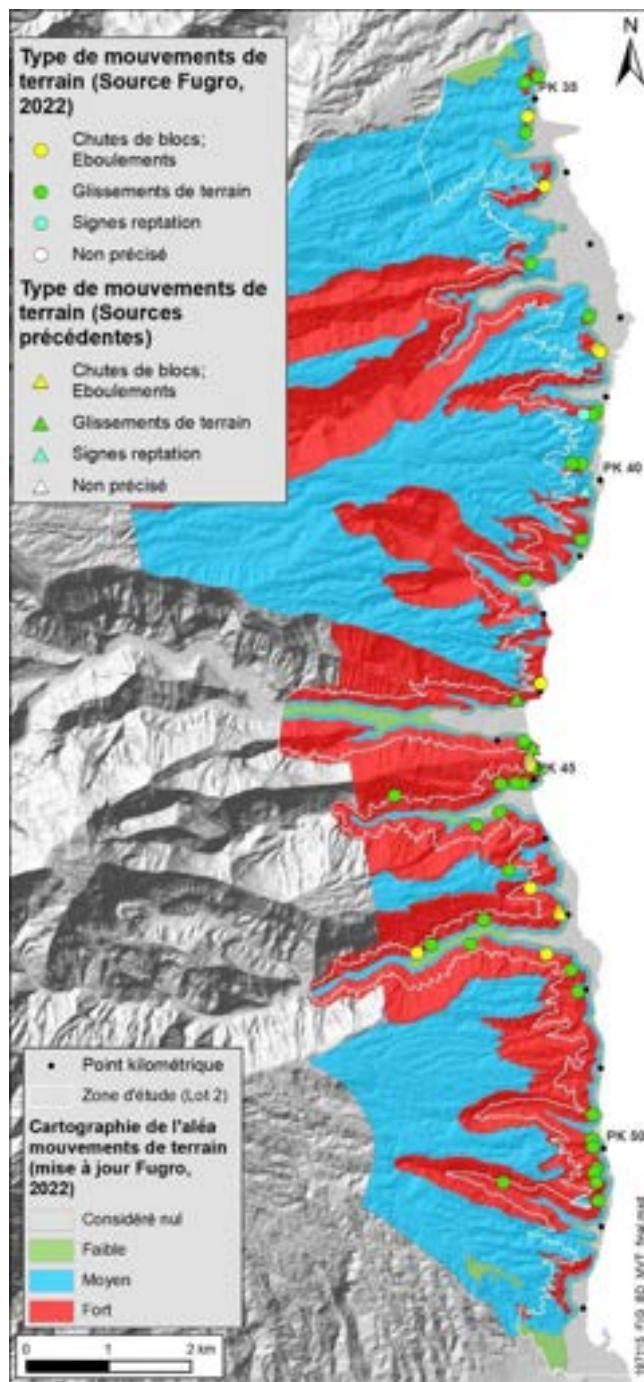 Type de mouvements de
terrain (Source Fugro,
2022)
Chutes de blocs;
Eboulements
Glissements de terrain
Signes reptation
Non précisé
Type de mouvements de
terrain (Sources
précédentes)
Chutes de blocs;
Eboulements
Glissements de terrain
Signes reptation
Non précisé
N
PK 35
PK 40
PK 45
PK 50
Point kilométrique
Zone d'étude (Lot 2)
Cartographie de l'aléa
mouvements de terrain
(mise à jour Fugro,
2022)
Considéré nul
Faible
Moyen
Fort
0 1 2 km